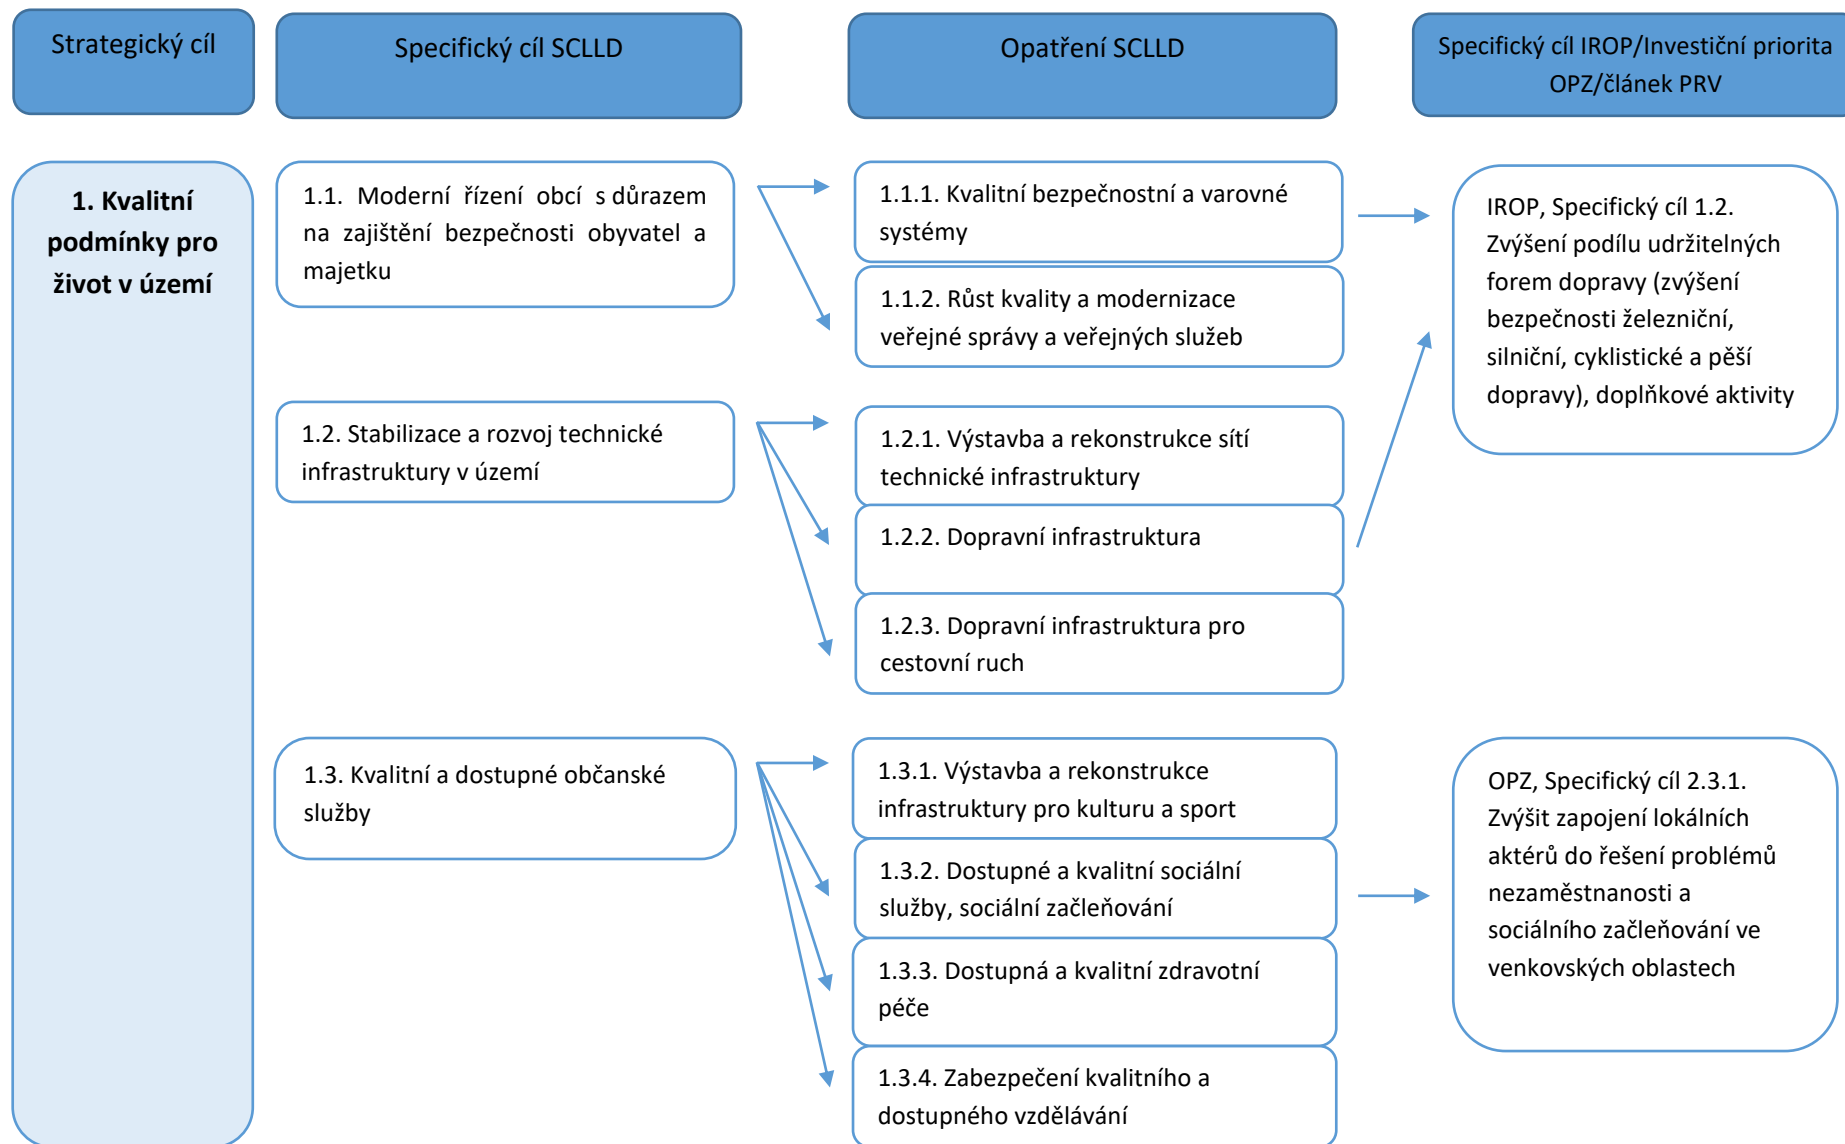 Strategický cíl
Specifický cíl SCLLD
Opatření SCLLD
Specifický cíl IROP/Investiční priorita
OPZ/článek PRV
1. Kvalitní
podmínky pro
život v území
1.1. Moderní řízení obcí s důrazem
na zajištění bezpečnosti obyvatel a
majetku
1.1.1. Kvalitní bezpečnostní a varovné
systémy
1.1.2. Růst kvality a modernizace
veřejné správy a veřejných služeb
IROP, Specifický cíl 1.2.
Zvýšení podílu udržitelných
forem dopravy (zvýšení
bezpečnosti železniční,
silniční, cyklistické a pěší
dopravy), doplňkové aktivity
1.2. Stabilizace a rozvoj technické
infrastruktury v území
1.2.1. Výstavba a rekonstrukce sítí
technické infrastruktury
1.2.2. Dopravní infrastruktura
1.2.3. Dopravní infrastruktura pro
cestovní ruch
1.3. Kvalitní a dostupné občanské
služby
1.3.1. Výstavba a rekonstrukce
infrastruktury pro kulturu a sport
1.3.2. Dostupné a kvalitní sociální
služby, sociální začleňování
1.3.3. Dostupná a kvalitní zdravotní
péče
1.3.4. Zabezpečení kvalitního a
dostupného vzdělávání
OPZ, Specifický cíl 2.3.1.
Zvýšit zapojení lokálních
aktérů do řešení problémů
nezaměstnanosti a
sociálního začleňování ve
venkovských oblastech